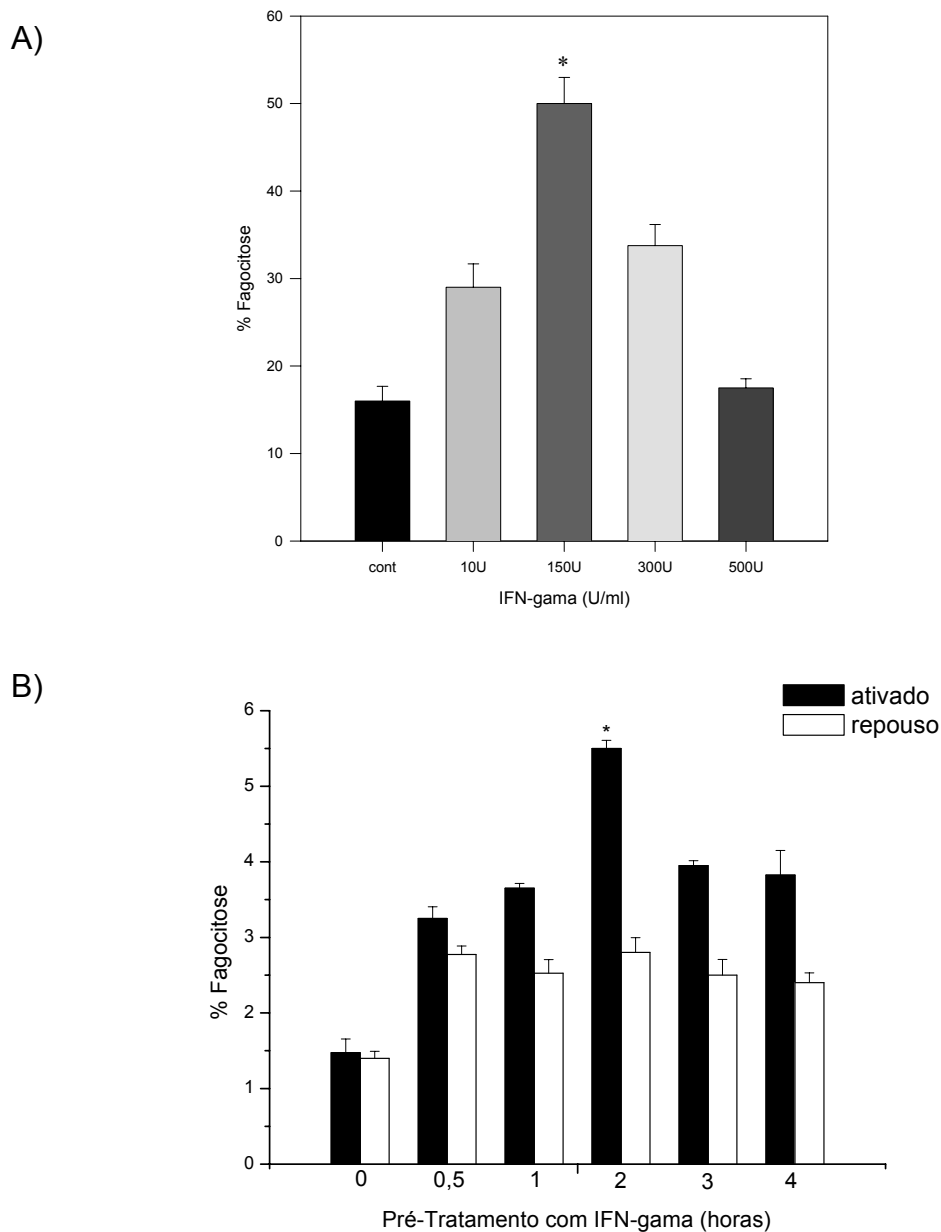 A)
60
50
40
30
20
10
0
% Fagocitose
*
cont 10U 150U 300U 500U
IFN-gama (U/ml)
B)
ativado
repouso
6
5
4
3
2
1
0
% Fagocitose
*
0 0,5 1 2 3 4
Pré-Tratamento com IFN-gama (horas)